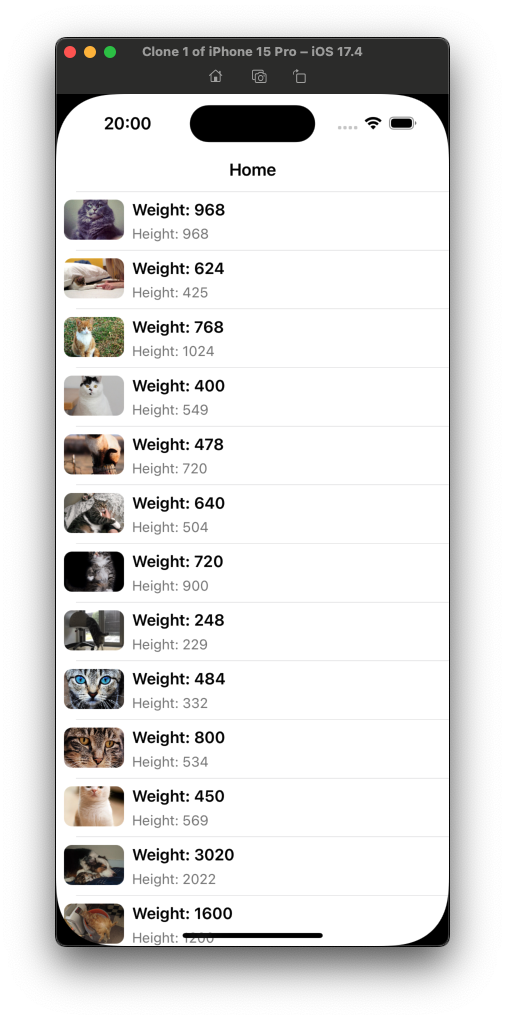 Clone 1 of iPhone 15 Pro – iOS 17.4
20:00
Home
Weight: 968
Height: 968
Weight: 624
Height: 425
Weight: 768
Height: 1024
Weight: 400
Height: 549
Weight: 478
Height: 720
Weight: 640
Height: 504
Weight: 720
Height: 900
Weight: 248
Height: 229
Weight: 484
Height: 332
Weight: 800
Height: 534
Weight: 450
Height: 569
Weight: 3020
Height: 2022
Weight: 1600
Height: 1200